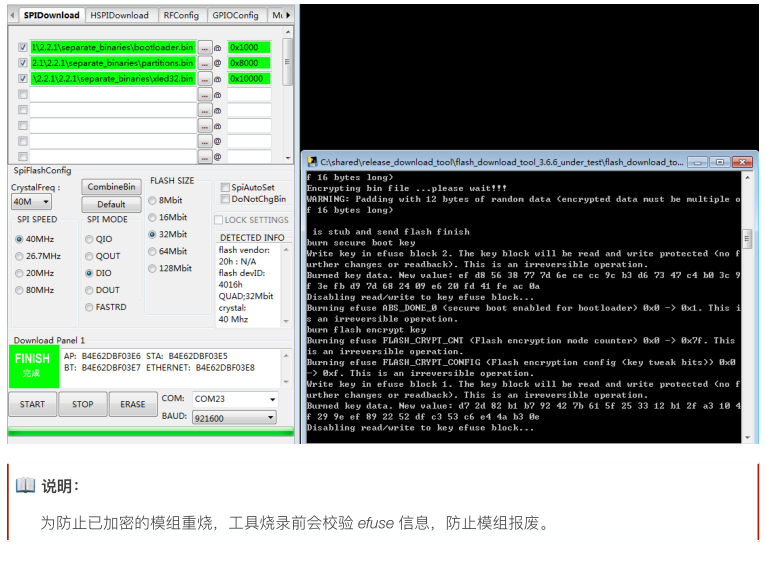 SPIDownload HSPIDownload RFConfig GPIOConfig Mu
1\2.2.1\separate_binaries\bootloader.bin ... @ 0x1000
2.1\2.2.1\separate_binaries\partitions.bin ... @ 0x8000
\2.2.1\2.2.1\separate_binaries\xled32.bin ... @ 0x10000
... @
... @
... @
... @
... @
SpiFlashConfig
CrystalFreq :
40M
CombineBin
Default
SPI SPEED
40MHz
26.7MHz
20MHz
80MHz
SPI MODE
QIO
QOUT
DIO
DOUT
FASTRD
FLASH SIZE
8Mbit
16Mbit
32Mbit
64Mbit
128Mbit
SpiAutoSet
DoNotChgBin
LOCK SETTINGS
DETECTED INFO
flash vendor:
20h : N/A
flash devID:
4016h
QUAD;32Mbit
crystal:
40 Mhz
Download Panel 1
FINISH
完成
AP: B4E62DBF03E6 STA: B4E62DBF03E5
BT: B4E62DBF03E7 ETHERNET: B4E62DBF03E8
START STOP ERASE
COM: COM23
BAUD: 921600
C:\shared\release_download_tool\flash_download_tool_3.6.6_under_test\flash_download_to...
f 16 bytes long)
Encrypting bin file ...please wait!!!
WARNING: Padding with 12 bytes of random data (encrypted data must be multiple o
f 16 bytes long)
is stub and send flash finish
burn secure boot key
Write key in efuse block 2. The key block will be read and write protected (no f
urther changes or readback). This is an irreversible operation.
Burned key data. New value: ef d8 56 38 77 7d 6e ce cc 9c b3 d6 73 47 c4 b0 3c 9
f 3e fb d9 7d 68 24 09 e6 20 fd 41 fe ac 0a
Disabling read/write to key efuse block...
Burning efuse ABS_DONE_0 (secure boot enabled for bootloader) 0x0 -> 0x1. This i
s an irreversible operation.
burn flash encrypt key
Burning efuse FLASH_CRYPT_CNT (Flash encryption mode counter) 0x0 -> 0x7f. This
is an irreversible operation.
Burning efuse FLASH_CRYPT_CONFIG (Flash encryption config (key tweak bits)) 0x0
-> 0xf. This is an irreversible operation.
Write key in efuse block 1. The key block will be read and write protected (no f
urther changes or readback). This is an irreversible operation.
Burned key data. New value: d7 2d 82 b1 b7 92 42 7b 61 5f 25 33 12 b1 2f a3 10 4
f 29 9e ef 89 22 52 df c3 53 c6 e4 4a b3 0e
Disabling read/write to key efuse block...
说明：
为防止已加密的模组重烧，工具烧录前会校验 efuse 信息，防止模组报废。